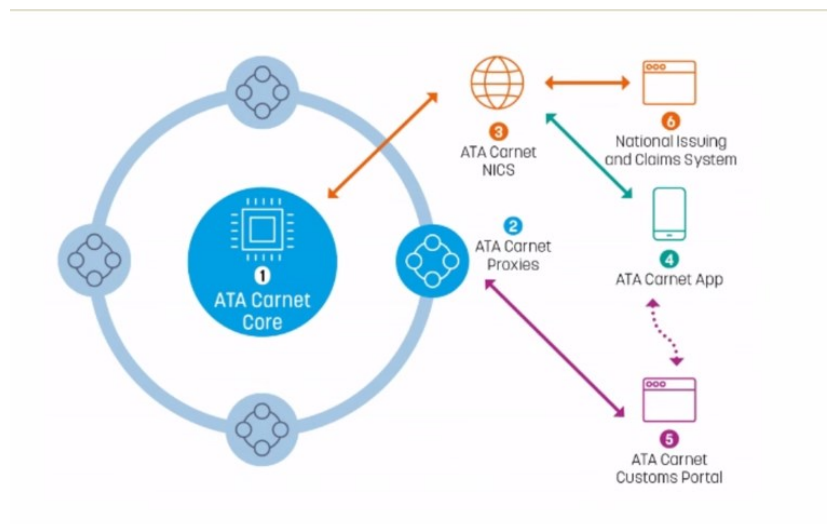 1
ATA Carnet
Core
2
ATA Carnet
Proxies
3
ATA Carnet
NICS
6
National Issuing
and Claims System
4
ATA Carnet App
5
ATA Carnet
Customs Portal